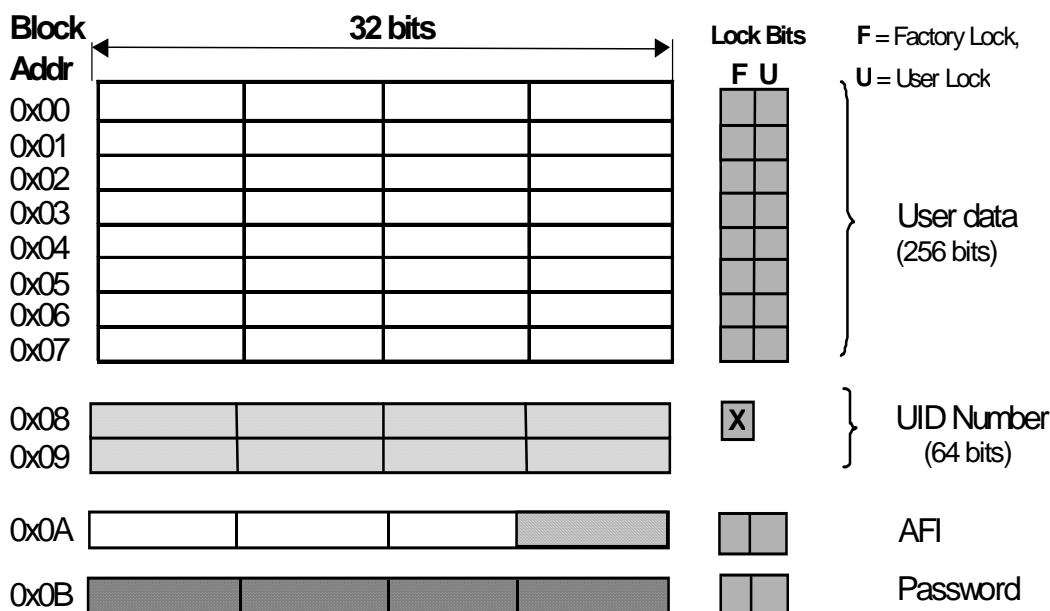 Block 32 bits Lock Bits F = Factory Lock,
Addr F U U = User Lock
0x00
0x01
0x02
0x03 User data
0x04 (256 bits)
0x05
0x06
0x07
0x08 X UID Number
0x09 (64 bits)
0x0A AFI
0x0B Password